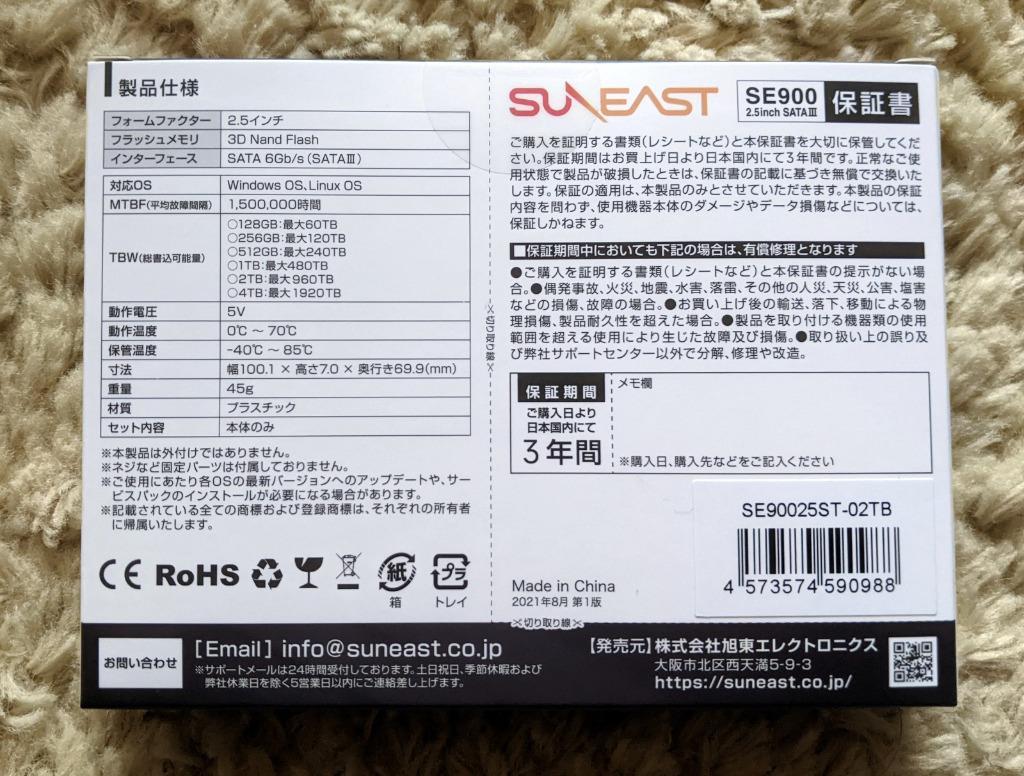 製品仕様
フォームファクター 2.5インチ
フラッシュメモリ 3D Nand Flash
インターフェース SATA 6Gb/s (SATAⅢ)
対応OS Windows OS、Linux OS
MTBF(平均故障間隔) 1,500,000時間
TBW(総書込可能量)
○128GB：最大60TB
○256GB：最大120TB
○512GB：最大240TB
○1TB：最大480TB
○2TB：最大960TB
○4TB：最大1920TB
動作電圧 5V
動作温度 0℃ ～ 70℃
保管温度 -40℃ ～ 85℃
寸法 幅100.1 × 高さ7.0 × 奥行き69.9(mm)
重量 45g
材質 プラスチック
セット内容 本体のみ
※本製品は外付けではありません。
※ネジなど固定パーツは付属しておりません。
※ご使用にあたり各OSの最新バージョンへのアップデートや、サー
ビスパックのインストールが必要になる場合があります。
※記載されている全ての商標および登録商標は、それぞれの所有者
に帰属いたします。
CE RoHS 紙 プラ
箱 トレイ
切り取り線
SUNEAST
SE900
2.5inch SATAⅢ
保証書
ご購入を証明する書類(レシートなど)と本保証書を大切に保管してくだ
さい。保証期間はお買上げ日より日本国内にて3年間です。正常なご使
用状態で製品が破損したときは、保証書の記載に基づき無償で交換いた
します。保証の適用は、本製品のみとさせていただきます。本製品の保証
内容を問わず、使用機器本体のダメージやデータ損傷などについては、
保証しかねます。
■保証期間中においても下記の場合は、有償修理となります
●ご購入を証明する書類(レシートなど)と本保証書の提示がない場
合。●偶発事故、火災、地震、水害、落雷、その他の人災、天災、公害、塩害
などの損傷、故障の場合。●お買い上げ後の輸送、落下、移動による物
理損傷、製品耐久性を超えた場合。●製品を取り付ける機器類の使用
範囲を超える使用により生じた故障及び損傷。●取り扱い上の誤り及
び弊社サポートセンター以外で分解、修理や改造。
保証期間
ご購入日より
日本国内にて
3年間
メモ欄
※購入日、購入先などをご記入ください
SE90025ST-02TB
4 573574 590988
Made in China
2021年8月 第1版
切り取り線
お問い合わせ
[Email] info@suneast.co.jp
※サポートメールは24時間受付しております。土日祝日、季節休暇および
弊社休業日を除く5営業日以内にご連絡差し上げます。
【発売元】株式会社旭東エレクトロニクス
大阪市北区西天満5-9-3
https://suneast.co.jp/